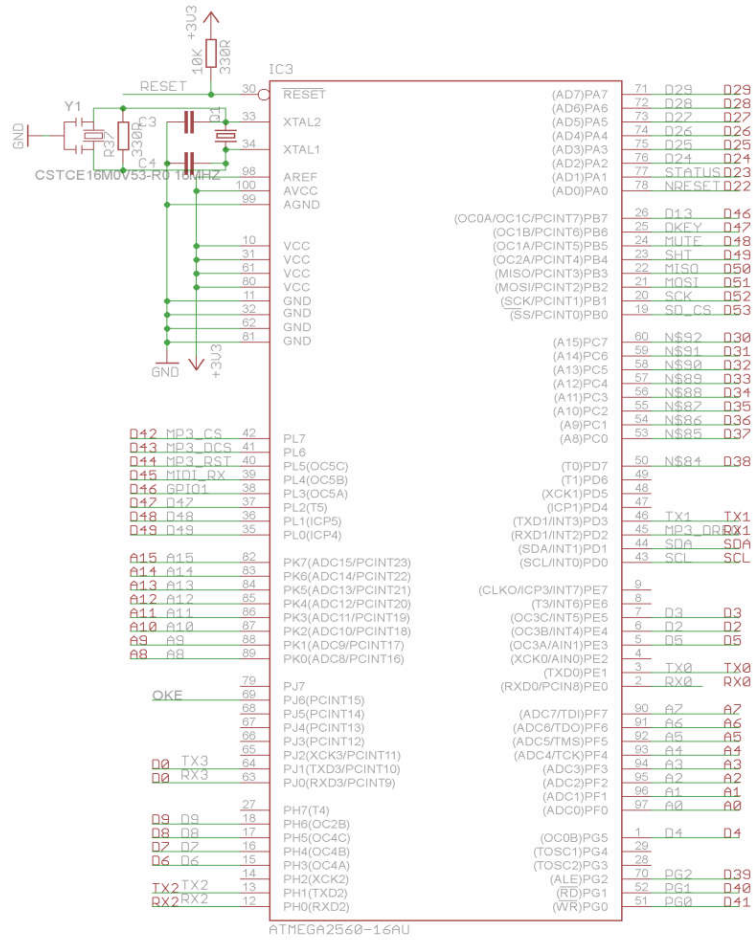 +3V3
10K
330R
IC3
RESET
30
RESET
Y1
C3
Q1
33
XTAL2
GND
R37
330R
34
XTAL1
C4
CSTCE16M0V53-R0 16MHZ
98
AREF
100
AVCC
99
AGND
10
VCC
31
VCC
61
VCC
80
VCC
11
GND
32
GND
62
GND
81
GND
GND
+3V3
D42 MP3_CS 42 PL7
D43 MP3_DCS 41 PL6
D44 MP3_RST 40 PL5(OC5C)
D45 MIDI_RX 39 PL4(OC5B)
D46 GPIO1 38 PL3(OC5A)
D47 D47 37 PL2(T5)
D48 D48 36 PL1(ICP5)
D49 D49 35 PL0(ICP4)
A15 A15 82 PK7(ADC15/PCINT23)
A14 A14 83 PK6(ADC14/PCINT22)
A13 A13 84 PK5(ADC13/PCINT21)
A12 A12 85 PK4(ADC12/PCINT20)
A11 A11 86 PK3(ADC11/PCINT19)
A10 A10 87 PK2(ADC10/PCINT18)
A9 A9 88 PK1(ADC9/PCINT17)
A8 A8 89 PK0(ADC8/PCINT16)
79 PJ7
OKE 69 PJ6(PCINT15)
68 PJ5(PCINT14)
67 PJ4(PCINT13)
66 PJ3(PCINT12)
65 PJ2(XCK3/PCINT11)
D0 TX3 64 PJ1(TXD3/PCINT10)
D0 RX3 63 PJ0(RXD3/PCINT9)
27 PH7(T4)
D9 D9 18 PH6(OC2B)
D8 D8 17 PH5(OC4C)
D7 D7 16 PH4(OC4B)
D6 D6 15 PH3(OC4A)
14 PH2(XCK2)
TX2 TX2 13 PH1(TXD2)
RX2 RX2 12 PH0(RXD2)
(AD7)PA7 71 D29 D29
(AD6)PA6 72 D28 D28
(AD5)PA5 73 D27 D27
(AD4)PA4 74 D26 D26
(AD3)PA3 75 D25 D25
(AD2)PA2 76 D24 D24
(AD1)PA1 77 STATUS D23
(AD0)PA0 78 NRESET D22
(OC0A/OC1C/PCINT7)PB7 26 D13 D46
(OC1B/PCINT6)PB6 25 DKEY D47
(OC1A/PCINT5)PB5 24 MUTE D48
(OC2A/PCINT4)PB4 23 SHT D49
(MISO/PCINT3)PB3 22 MISO D50
(MOSI/PCINT2)PB2 21 MOSI D51
(SCK/PCINT1)PB1 20 SCK D52
(SS/PCINT0)PB0 19 SD_CS D53
(A15)PC7 60 N$92 D30
(A14)PC6 59 N$91 D31
(A13)PC5 58 N$90 D32
(A12)PC4 57 N$89 D33
(A11)PC3 56 N$88 D34
(A10)PC2 55 N$87 D35
(A9)PC1 54 N$86 D36
(A8)PC0 53 N$85 D37
(T0)PD7 50 N$84 D38
(T1)PD6 49
(XCK1)PD5 48
(ICP1)PD4 47
(TXD1/INT3)PD3 46 TX1 TX1
(RXD1/INT2)PD2 45 RX1
(SDA/INT1)PD1 44 SDA SDA
(SCL/INT0)PD0 43 SCL SCL
(CLKO/ICP3/INT7)PE7 9
(T3/INT6)PE6 8
(OC3C/INT5)PE5 7 D3 D3
(OC3B/INT4)PE4 6 D2 D2
(OC3A/AIN1)PE3 5 D5 D5
(XCK0/AIN0)PE2 4
(TXD0)PE1 3 TX0 TX0
(RXD0/PCIN8)PE0 2 RX0 RX0
(ADC7/TDI)PF7 90 A7 A7
(ADC6/TDO)PF6 91 A6 A6
(ADC5/TMS)PF5 92 A5 A5
(ADC4/TCK)PF4 93 A4 A4
(ADC3)PF3 94 A3 A3
(ADC2)PF2 95 A2 A2
(ADC1)PF1 96 A1 A1
(ADC0)PF0 97 A0 A0
(OC0B)PG5 1 D4 D4
(TOSC1)PG4 29
(TOSC2)PG3 28
(ALE)PG2 70 PG2 D39
(RD)PG1 52 PG1 D40
(WR)PG0 51 PG0 D41
ATMEGA2560-16AU